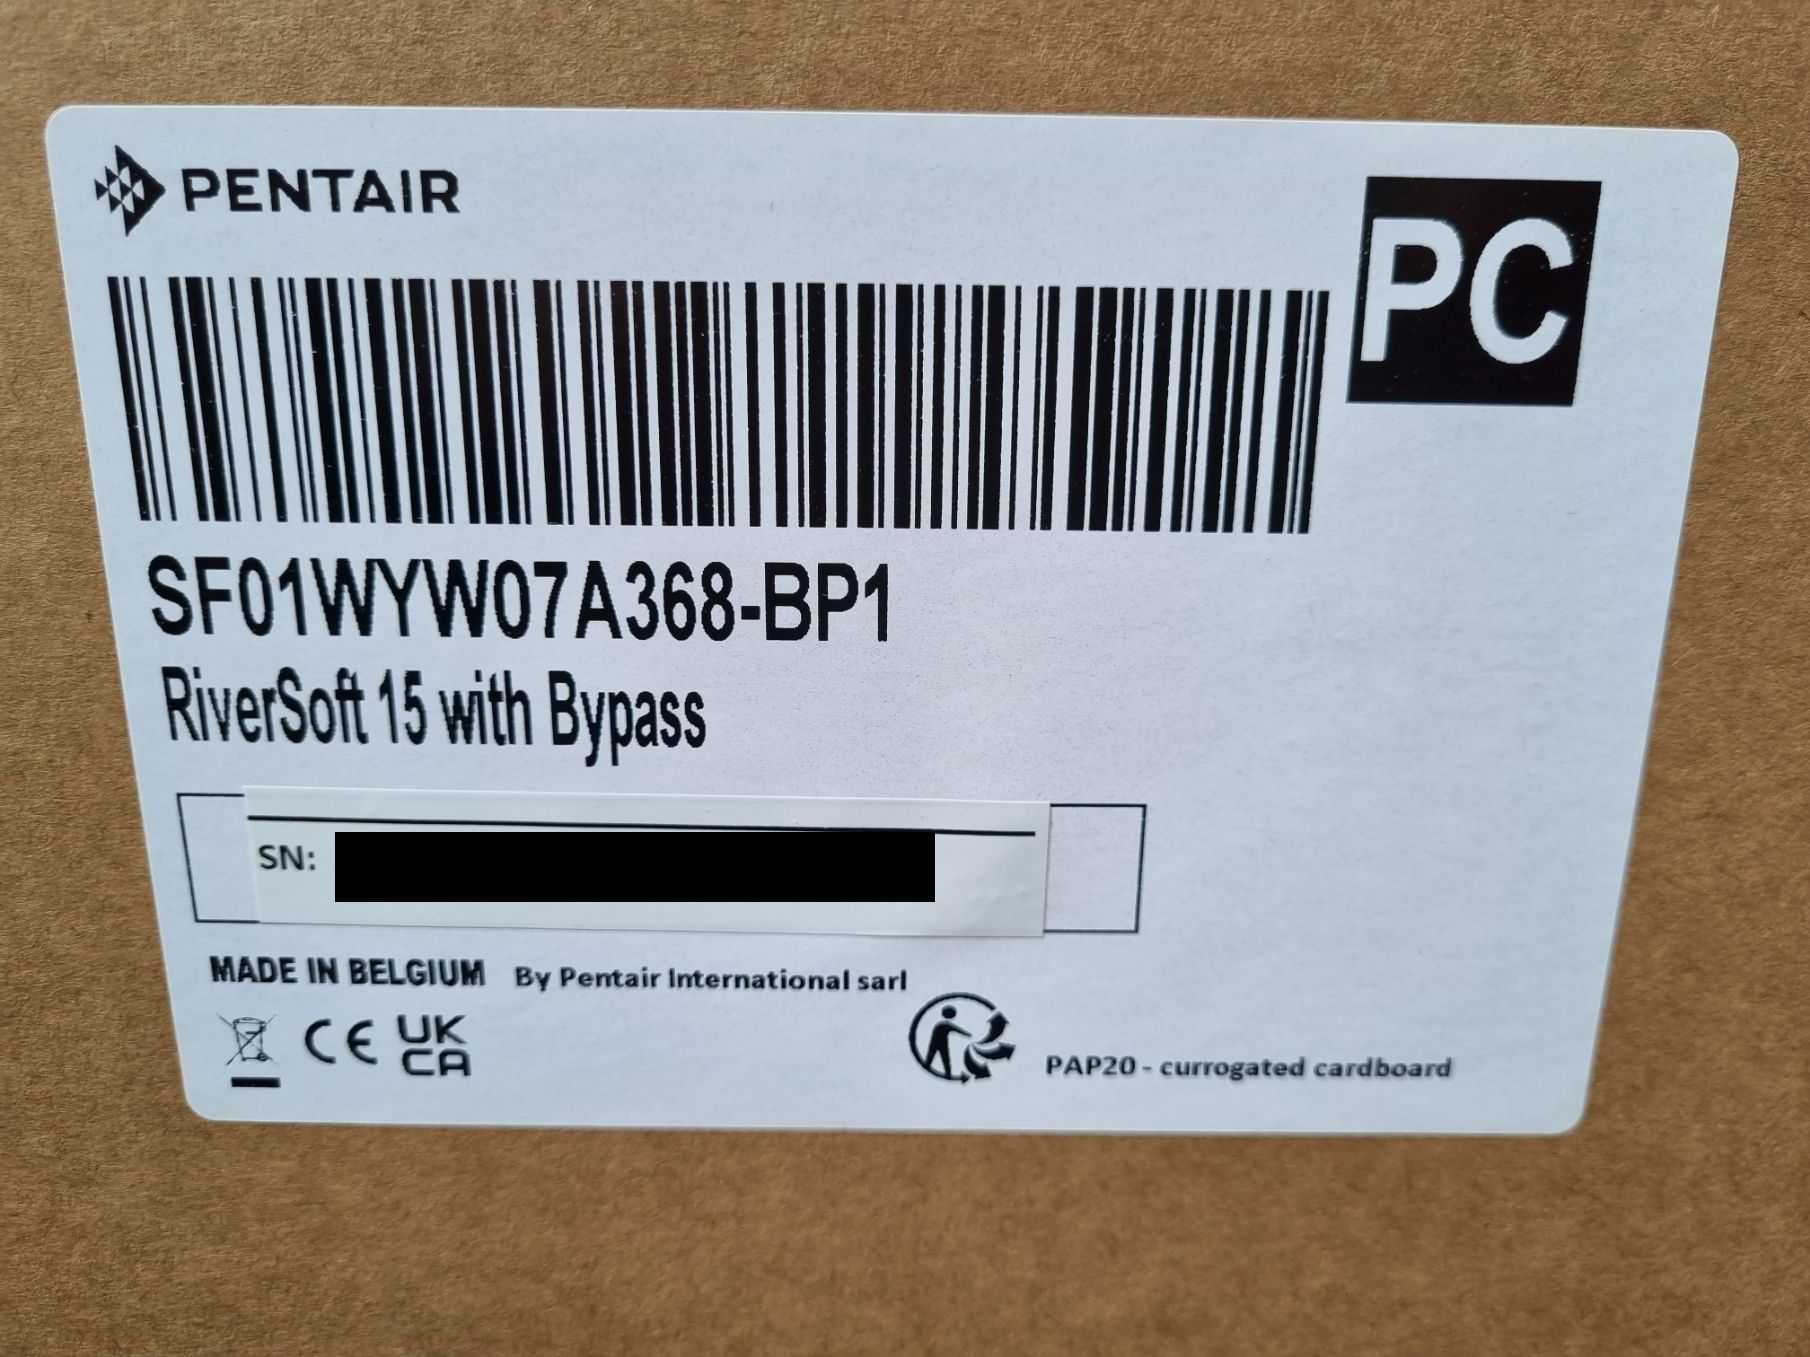 PENTAIR
PC
SF01WYW07A368-BP1
RiverSoft 15 with Bypass
SN:
MADE IN BELGIUM By Pentair International sarl
CE UK CA
PAP20 - currogated cardboard